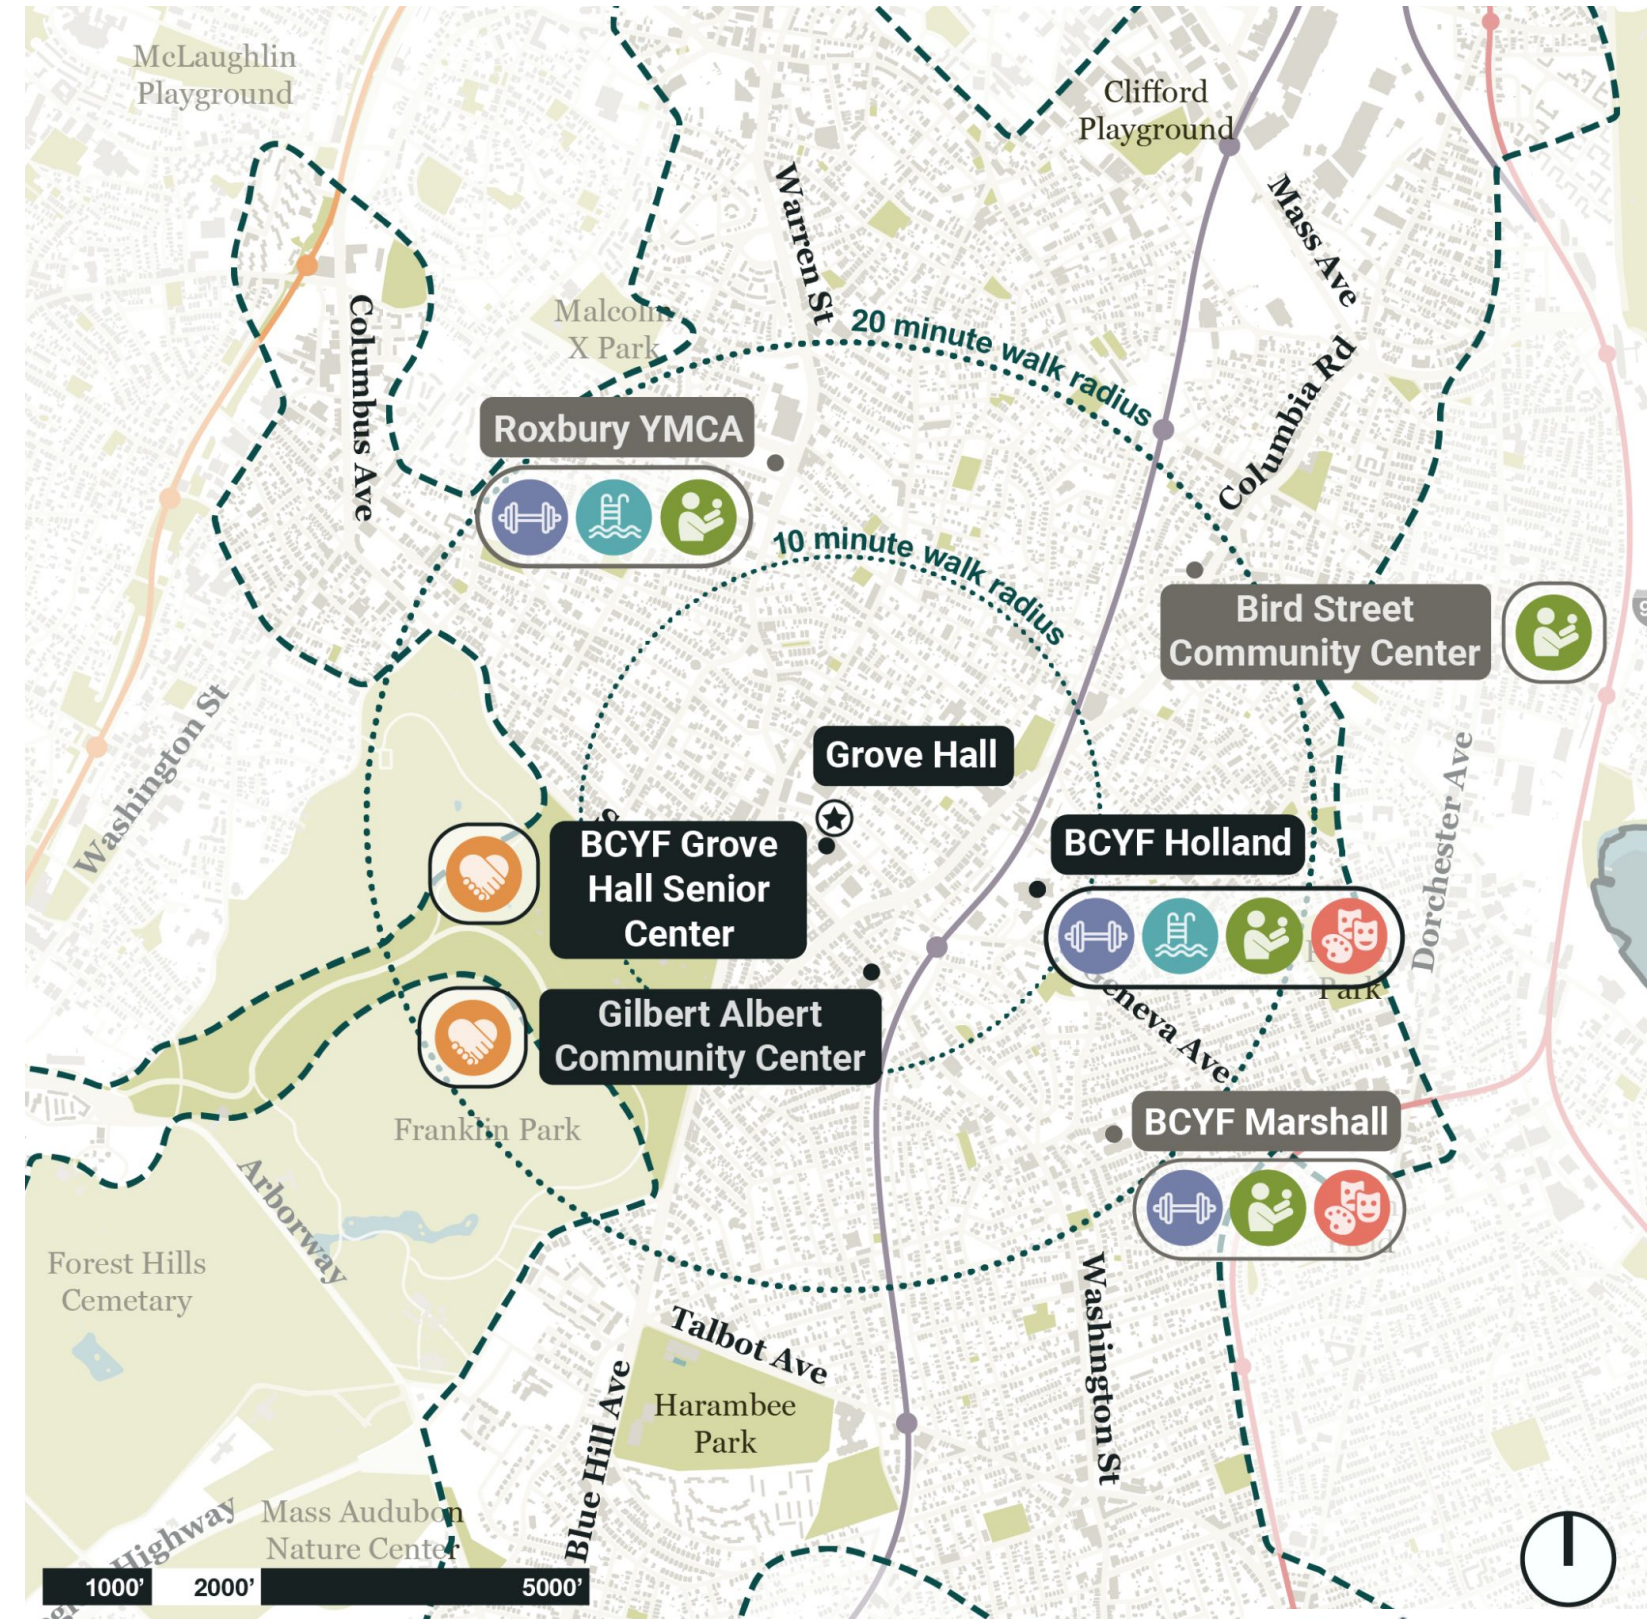 McLaughlin
Playground
Clifford
Playground
Warren St
Mass Ave
Columbus Ave
Malcolm
X Park
20 minute walk radius
Columbia Rd
Roxbury YMCA
10 minute walk radius
Bird Street
Community Center
Washington St
Grove Hall
Dorchester Ave
BCYF Grove
Hall Senior
Center
BCYF Holland
Park
Gilbert Albert
Community Center
Geneva Ave
Franklin Park
BCYF Marshall
Arborway
Forest Hills
Cemetary
Field
Talbot Ave
Washington St
Harambee
Park
Blue Hill Ave
Mass Audubon
Nature Center
Highway
1000’ 2000’ 5000’